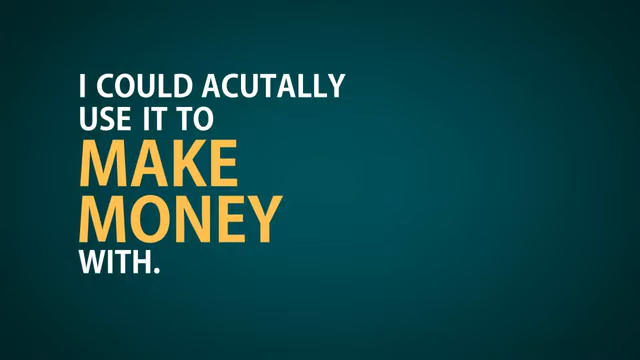 I COULD ACUTALLY
USE IT TO
MAKE
MONEY
WITH.